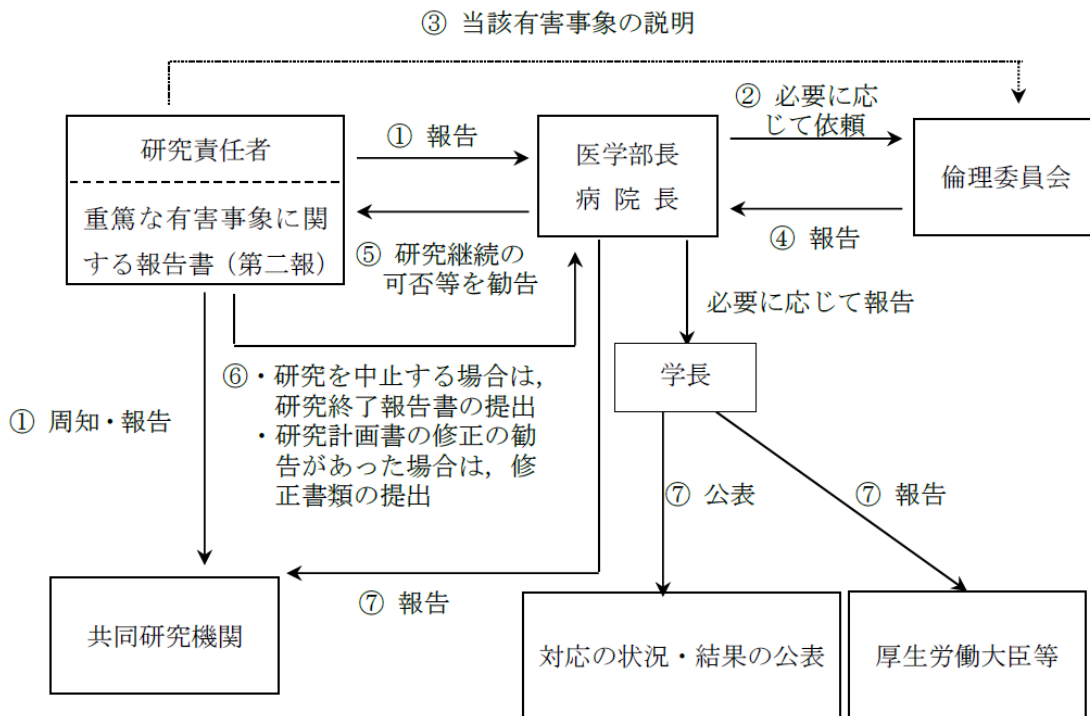 ③ 当該有害事象の説明
研究責任者
重篤な有害事象に関
する報告書（第二報）
① 報告
医学部長
病 院 長
② 必要に応
じて依頼
倫理委員会
④ 報告
⑤ 研究継続の
可否等を勧告
必要に応じて報告
学長
⑥・研究を中止する場合は，
研究終了報告書の提出
・研究計画書の修正の勧
告があった場合は，修
正書類の提出
① 周知・報告
⑦ 公表
⑦ 報告
⑦ 報告
共同研究機関
対応の状況・結果の公表
厚生労働大臣等